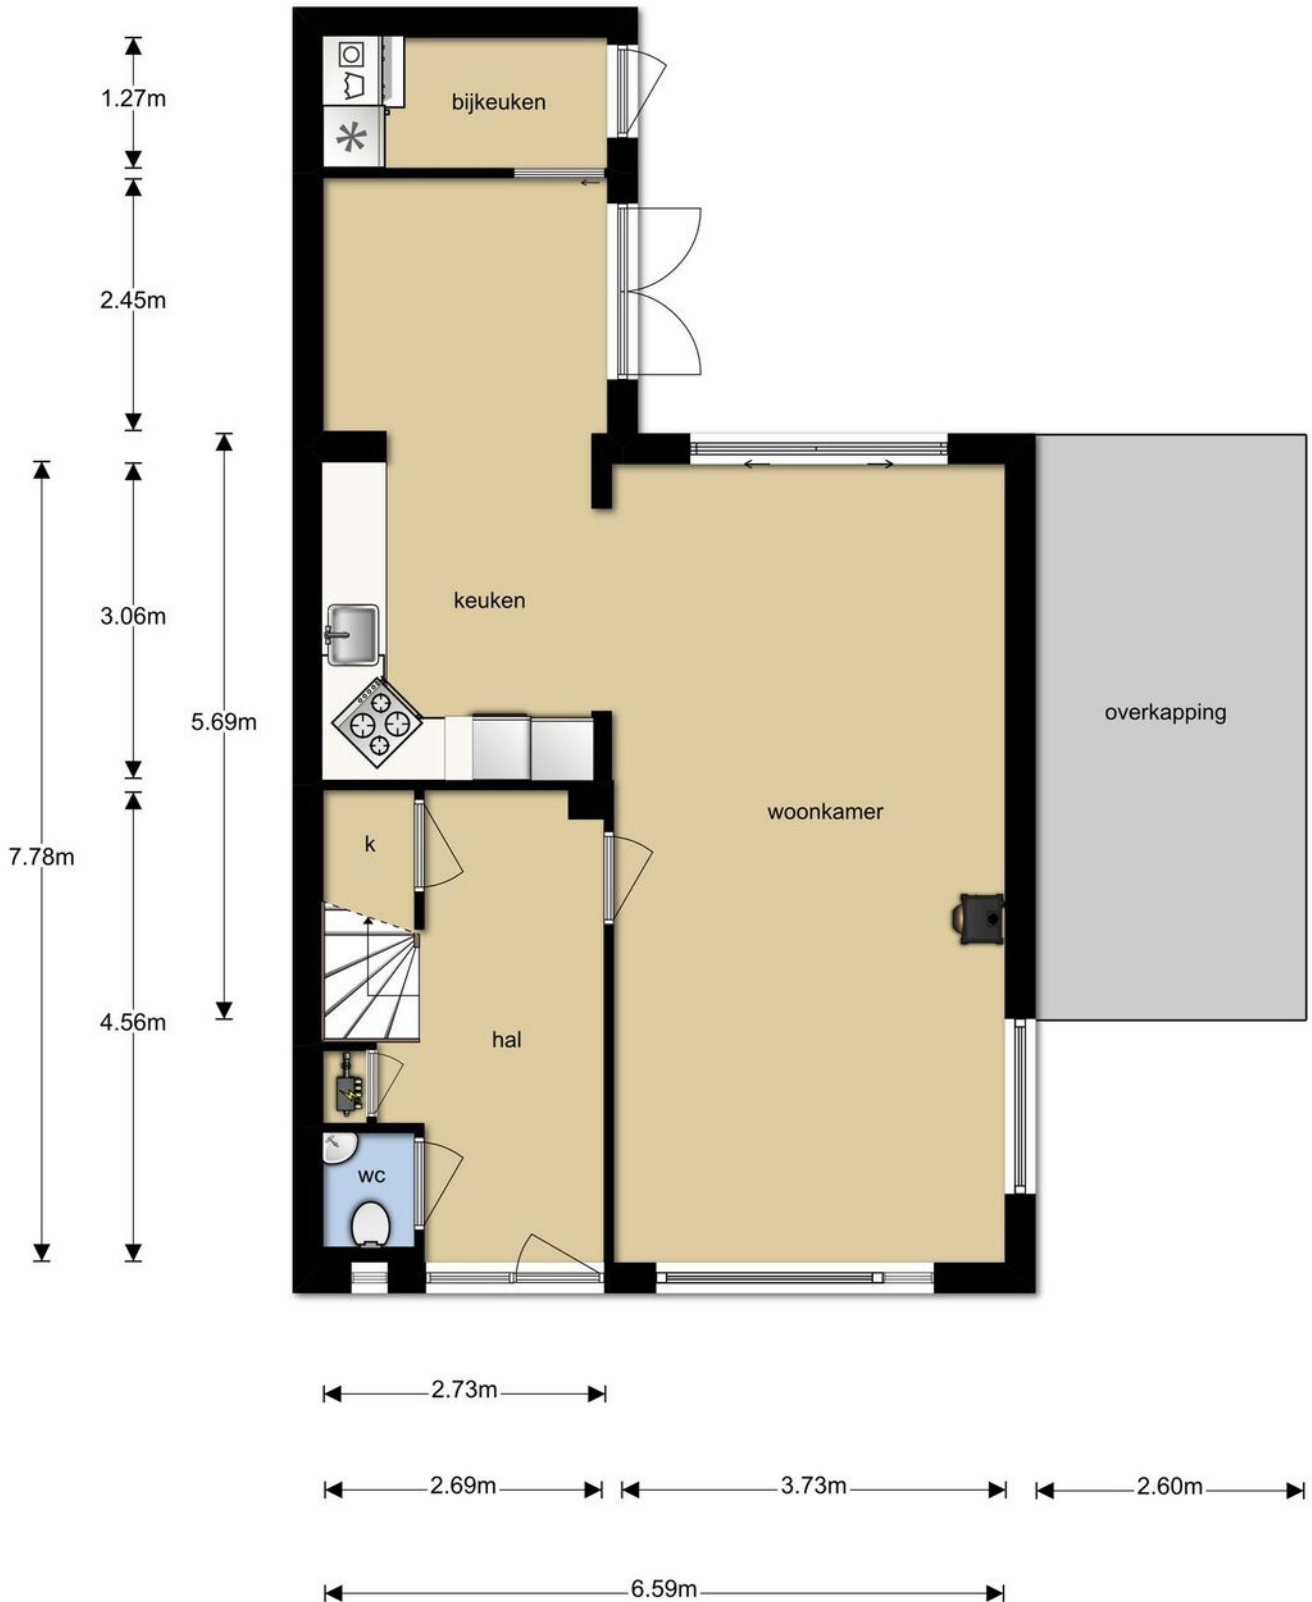 1.27m
bijkeuken
2.45m
keuken
3.06m
5.69m
overkapping
woonkamer
k
7.78m
4.56m
hal
wc
2.73m
2.69m
3.73m
2.60m
6.59m